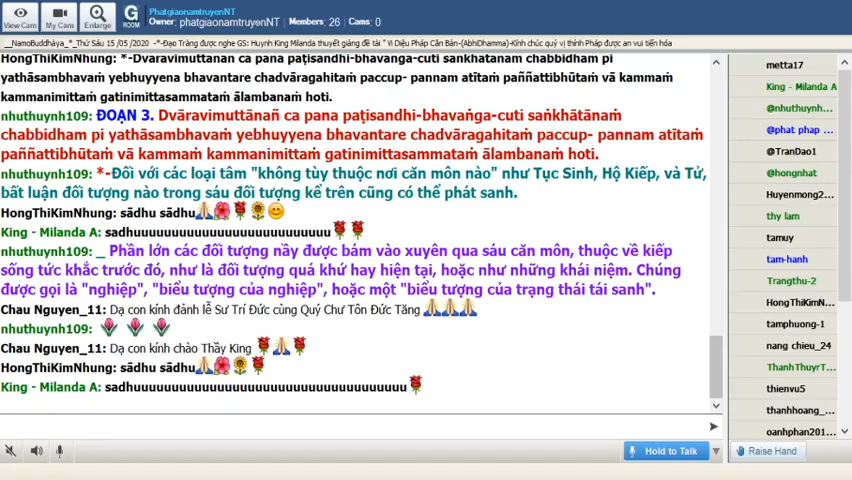 View Cam
My Cam
Enlarge
G
ROOM
PhatgiaonamtruyenNT
Owner: phatgiaonamtruyenNT | Members: 26 | Cams: 0
__NamoBuddhàya_*_Thứ Sáu 15 /05 /2020 -*-Đạo Tràng được nghe GS: Huynh King Milanda thuyết giảng đề tài " Vi Diệu Pháp Căn Bản-(AbhiDhamma)-Kính chúc quý vị thính Pháp được an vui tiến hóa
HongThiKimNhung: *-Dvāravimuttānañ ca pana paṭisandhi-bhavaṅga-cuti saṅkhātānam chabbidham pi
yathāsambhavaṁ yebhuyyena bhavantare chadvāragahitaṁ paccup- pannam atītaṁ paññattibhūtaṁ vā kammaṁ
kammanimittaṁ gatinimittasammataṁ ālambanaṁ hoti.
nhuthuynh109: ĐOẠN 3. Dvāravimuttānañ ca pana paṭisandhi-bhavaṅga-cuti saṅkhātānaṁ
chabbidham pi yathāsambhavaṁ yebhuyyena bhavantare chadvāragahitaṁ paccup- pannam atītaṁ
paññattibhūtaṁ vā kammaṁ kammanimittaṁ gatinimittasammataṁ ālambanaṁ hoti.
nhuthuynh109: *-Đối với các loại tâm "không tùy thuộc nơi căn môn nào" như Tục Sinh, Hộ Kiếp, và Tử,
bất luận đối tượng nào trong sáu đối tượng kể trên cũng có thể phát sanh.
HongThiKimNhung: sādhu sādhu🙏🌺🌹🌻😊
King - Milanda A: sadhuuuuuuuuuuuuuuuuuuuuuuuuuu🌹🌹
nhuthuynh109: _ Phần lớn các đối tượng nầy được bám vào xuyên qua sáu căn môn, thuộc về kiếp
sống tức khắc trước đó, như là đối tượng quá khứ hay hiện tại, hoặc như những khái niệm. Chúng
được gọi là "nghiệp", "biểu tượng của nghiệp", hoặc một "biểu tượng của trạng thái tái sanh".
Chau Nguyen_11: Dạ con kính đảnh lễ Sư Trí Đức cùng Quý Chư Tôn Đức Tăng 🙏🙏🙏
nhuthuynh109: 🌷 🌷 🌷
Chau Nguyen_11: Dạ con kính chào Thầy King 🌹🙏🌹
HongThiKimNhung: sādhu sādhu🙏🌺🌻🌹
King - Milanda A: sadhuuuuuuuuuuuuuuuuuuuuuuuuuuuuuuuuuuu🌹
Hold to Talk
metta17
King - Milanda A
@nhuthuynh...
@phat phap ...
@TranDao1
@hongnhat
Huyenmong2...
thy lam
tamuy
tam-hanh
Trangthu-2
HongThiKimN...
tamphuong-1
nang chieu_24
ThanhThuyrT...
thienvu5
thanhhoang_...
oanhphan201...
Raise Hand